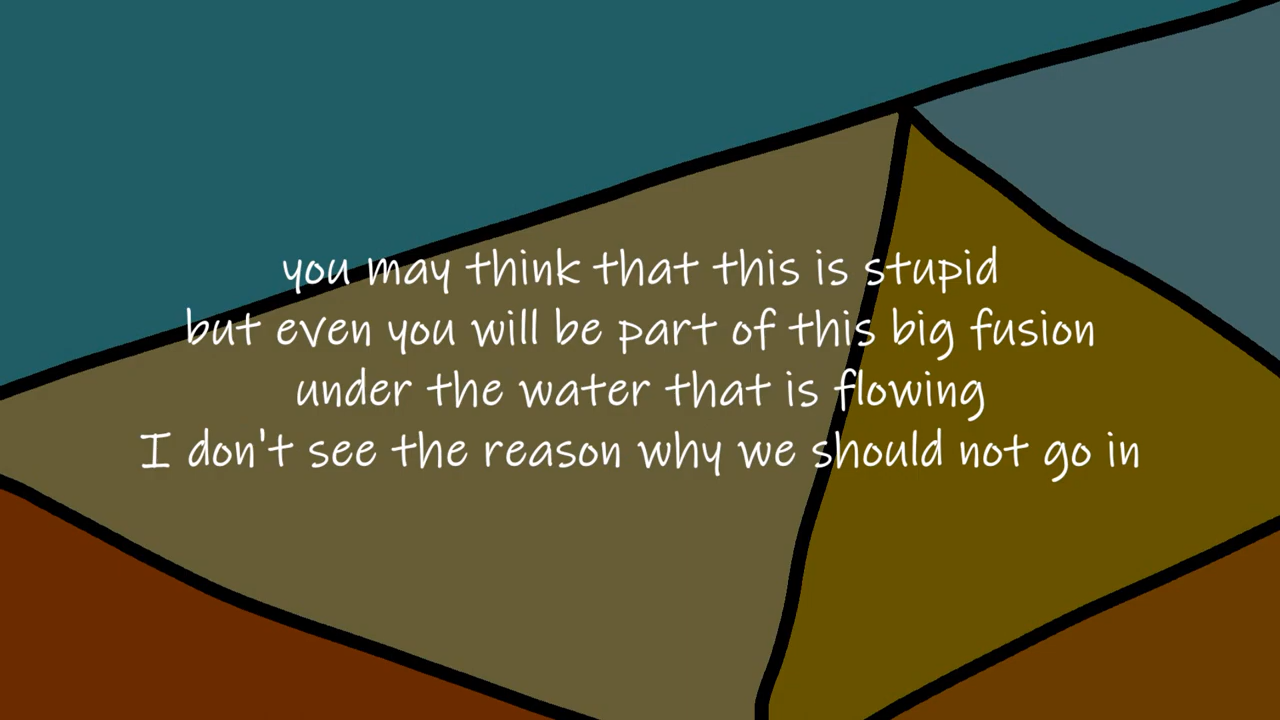 you may think that this is stupid
but even you will be part of this big fusion
under the water that is flowing
I don't see the reason why we should not go in